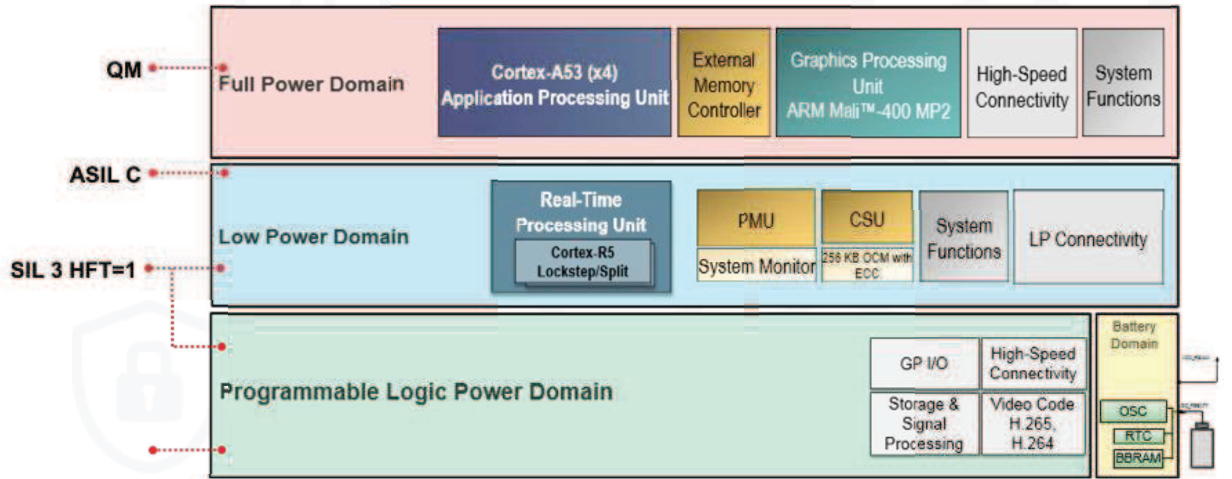 QM
Full Power Domain
Cortex-A53 (x4)
Application Processing Unit
External
Memory
Controller
Graphics Processing
Unit
ARM Mali™-400 MP2
High-Speed
Connectivity
System
Functions
ASIL C
Low Power Domain
SIL 3 HFT=1
Real-Time
Processing Unit
Cortex-R5
Lockstep/Split
PMU
System Monitor
CSU
256 KB OCM with
ECC
System
Functions
LP Connectivity
Programmable Logic Power Domain
GP I/O
High-Speed
Connectivity
Storage &
Signal
Processing
Video Code
H.265,
H.264
Battery
Domain
OSC
RTC
BBRAM